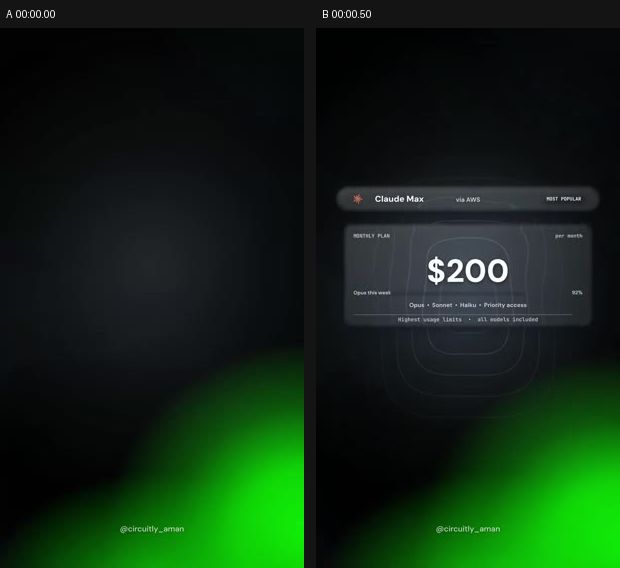 A 00:00.00
B 00:00.50
Claude Max via AWS MOST POPULAR
MONTHLY PLAN per month
$200
Opus this week 92%
Opus • Sonnet • Haiku • Priority access
Highest usage limits • all models included
@circuitly_aman
@circuitly_aman